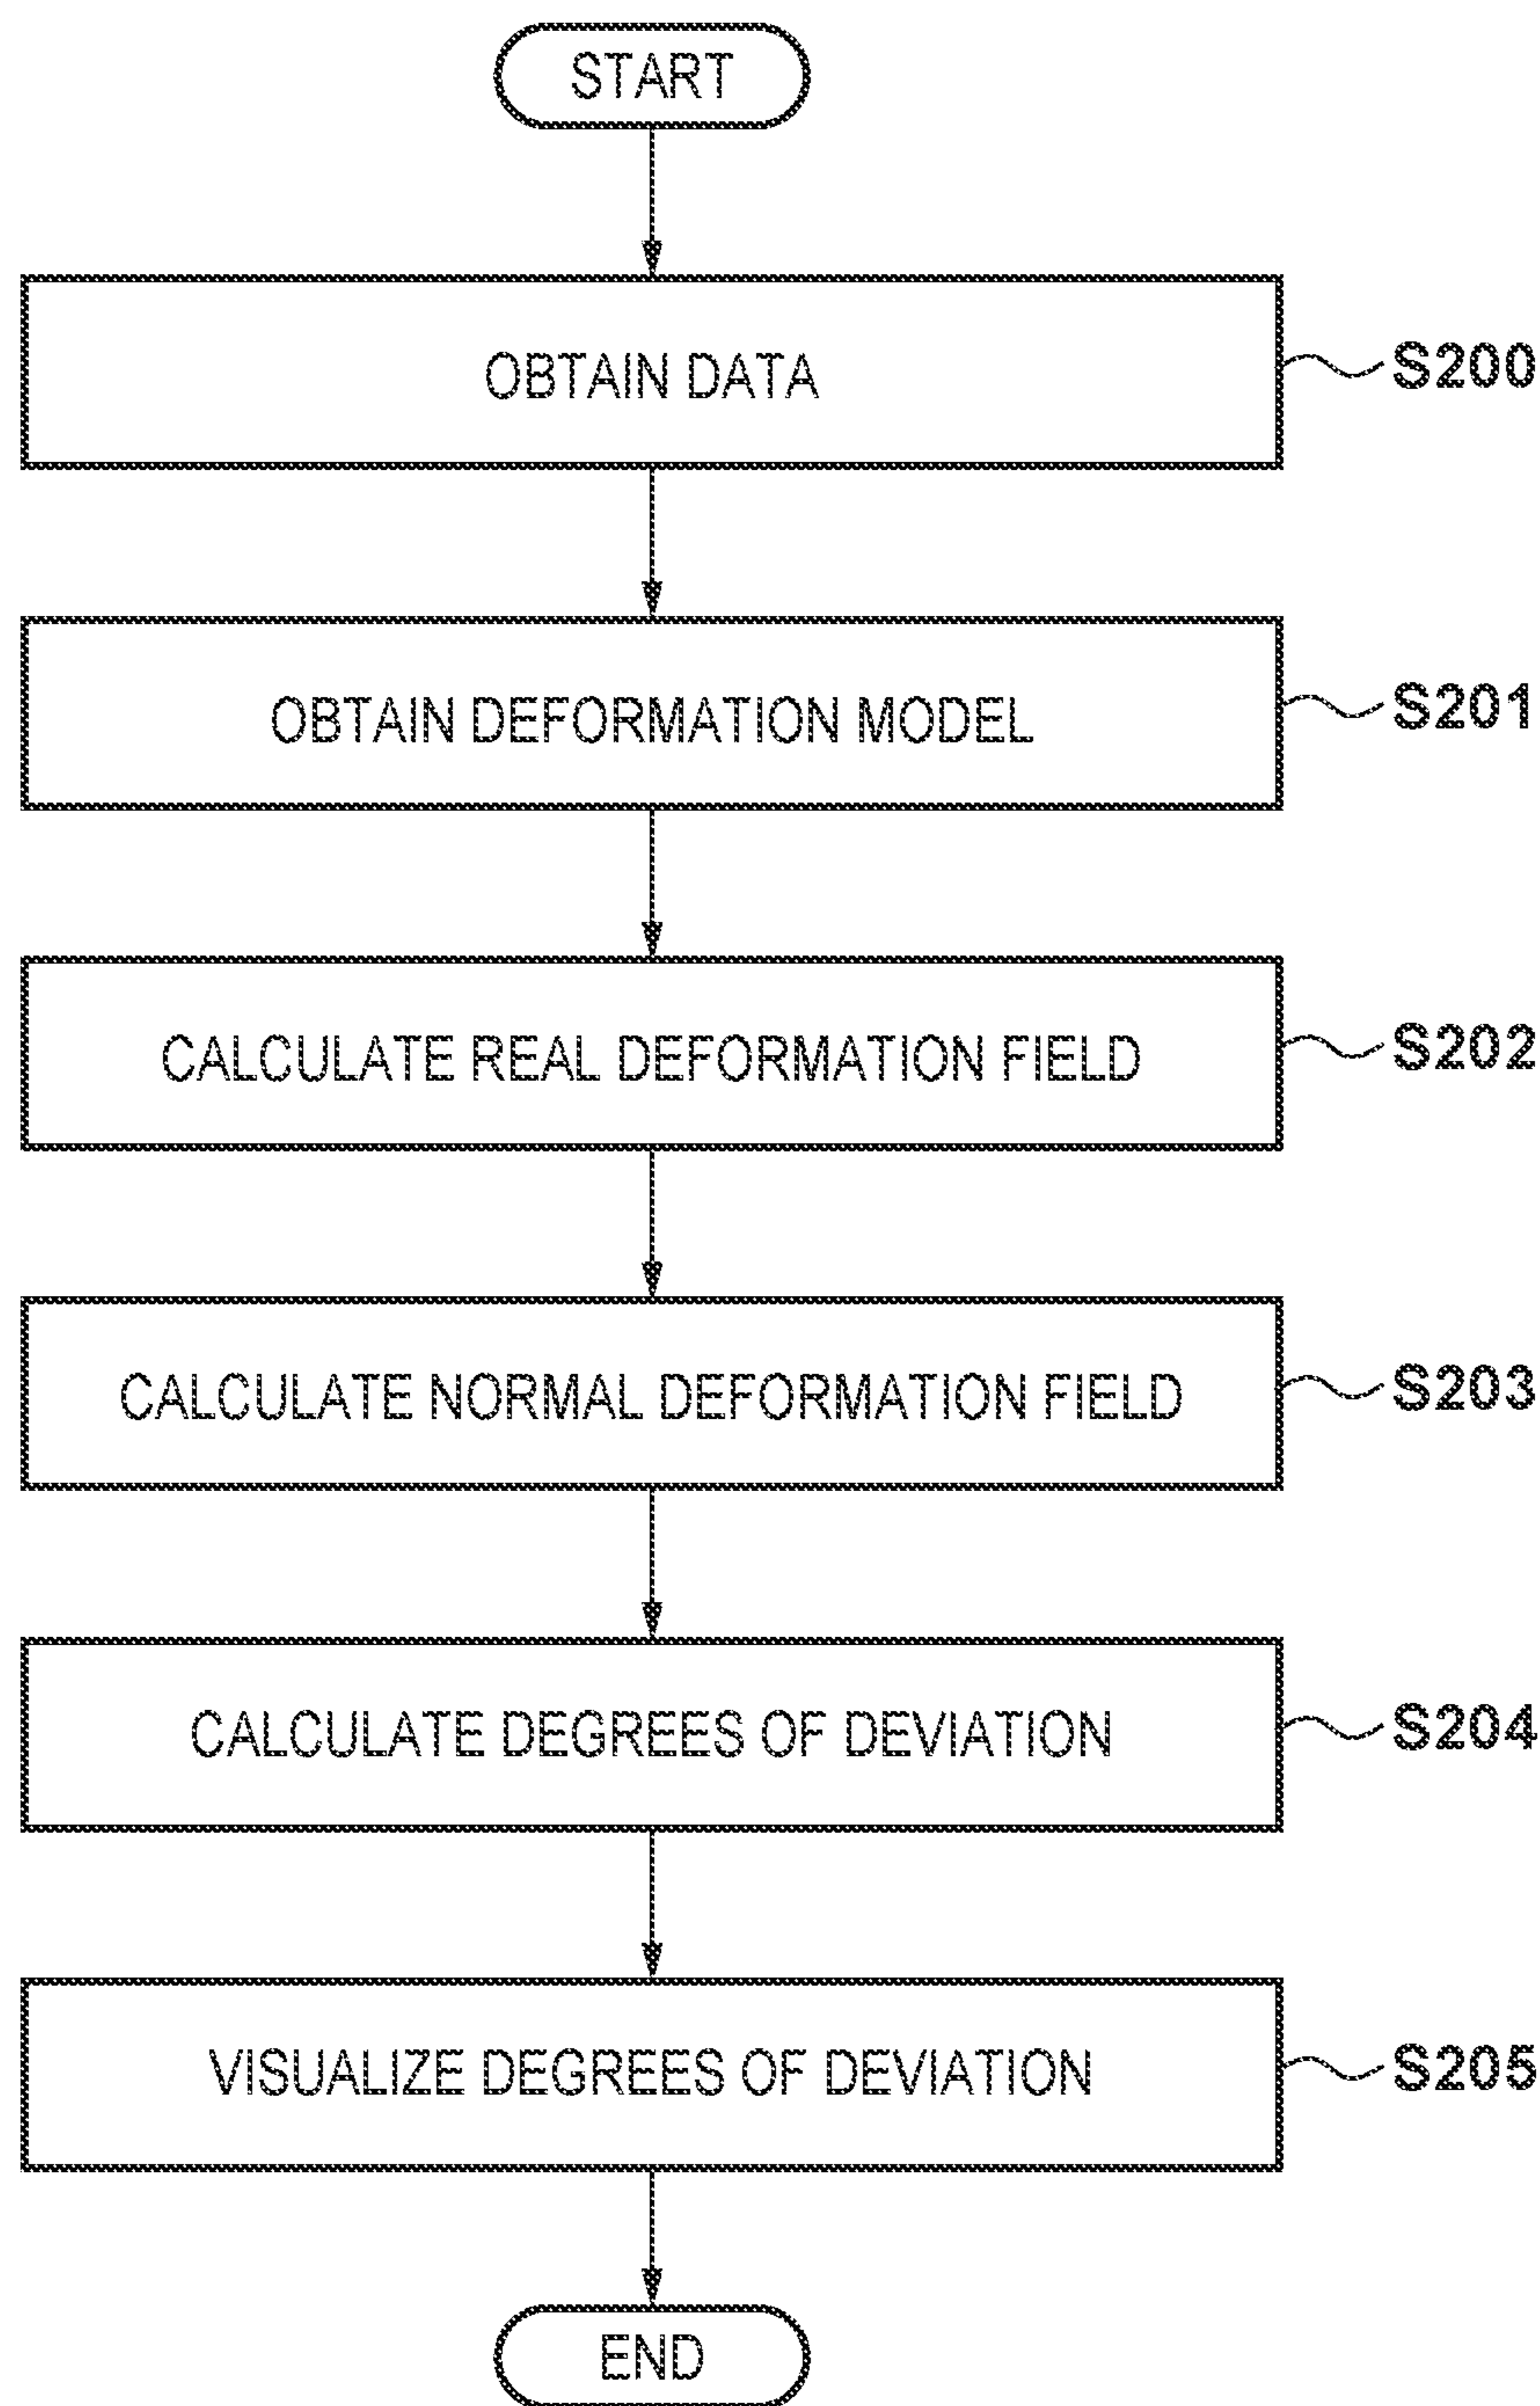 START
OBTAIN DATA
S200
OBTAIN DEFORMATION MODEL
S201
CALCULATE REAL DEFORMATION FIELD
S202
CALCULATE NORMAL DEFORMATION FIELD
S203
CALCULATE DEGREES OF DEVIATION
S204
VISUALIZE DEGREES OF DEVIATION
S205
END